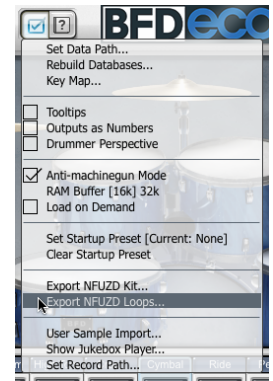 ?
BFDeco
Set Data Path...
Rebuild Databases...
Key Map...
Tooltips
Outputs as Numbers
Drummer Perspective
Anti-machinegun Mode
RAM Buffer [16k] 32k
Load on Demand
Set Startup Preset [Current: None]
Clear Startup Preset
Export NFUZD Kit...
Export NFUZD Loops...
User Sample Import...
Show Jukebox Player...
Set Record Path...
Cymbal Ride